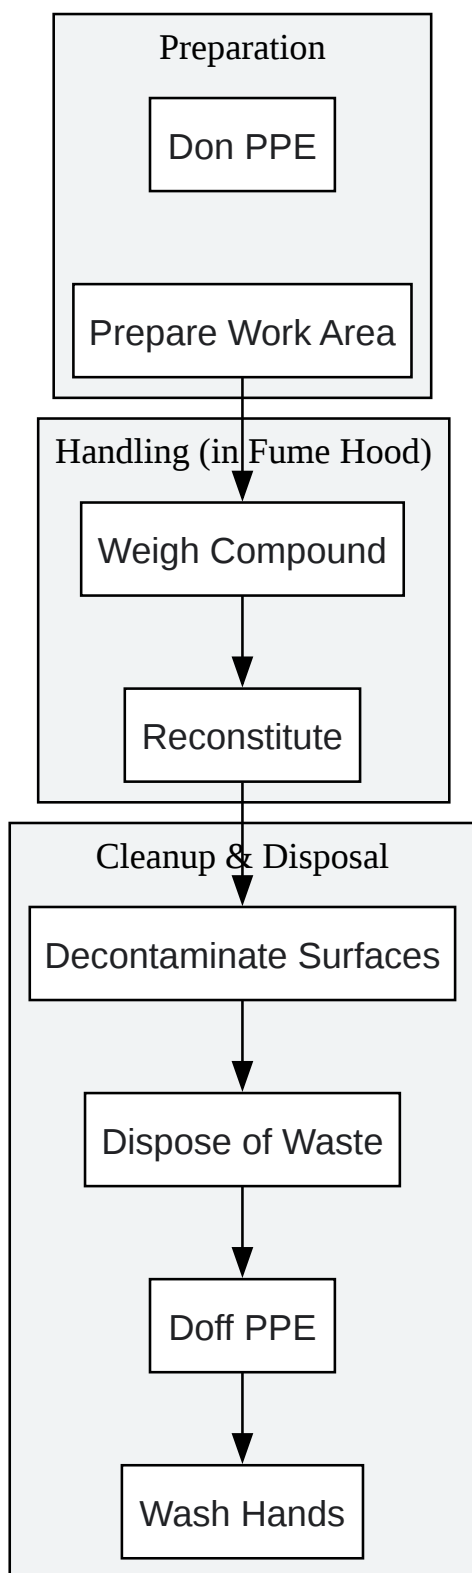 Preparation
Don PPE
Prepare Work Area
Handling (in Fume Hood)
Weigh Compound
Reconstitute
Cleanup & Disposal
Decontaminate Surfaces
Dispose of Waste
Doff PPE
Wash Hands